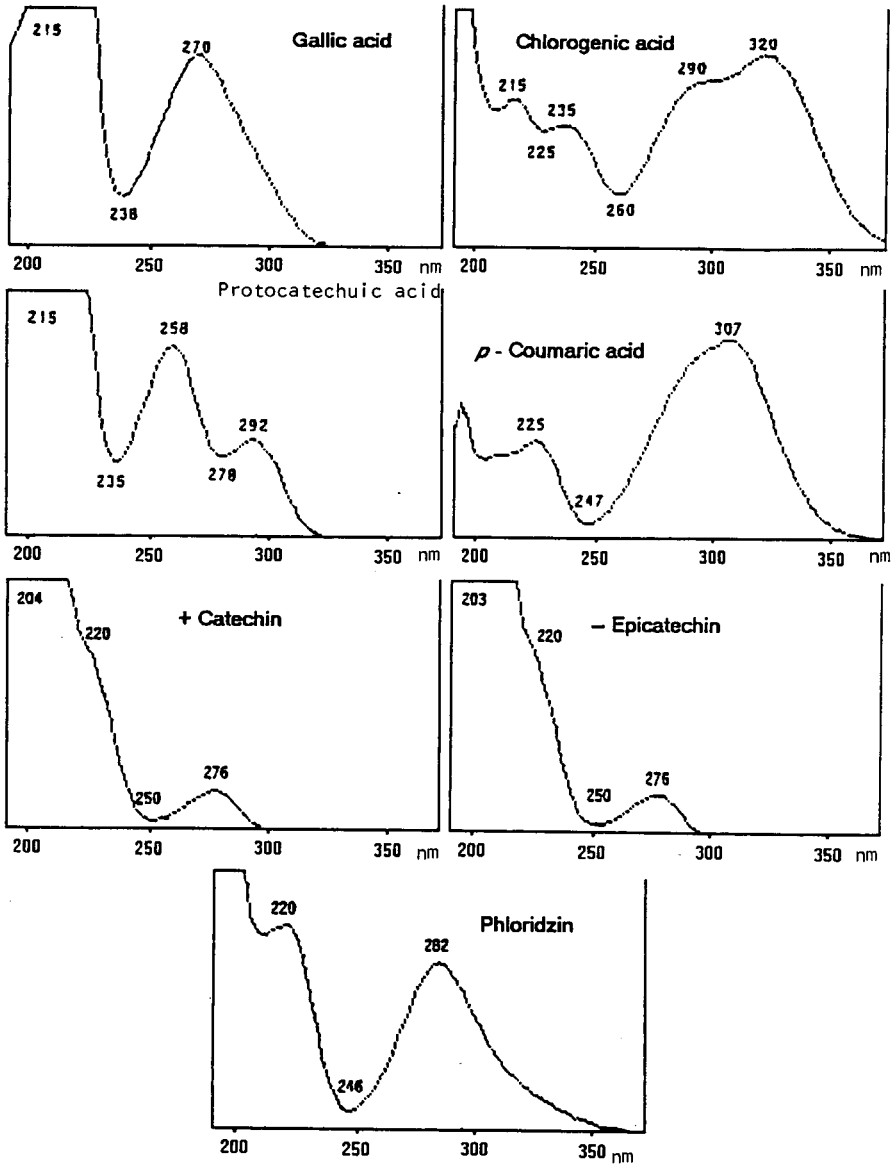 215
270
Gallic acid
238
200 250 300 350 nm
Chlorogenic acid
320
290
215
235
225
260
200 250 300 350 nm
Protocatechuic acid
215
258
292
235
278
200 250 300 350 nm
p - Coumaric acid
307
225
247
200 250 300 350 nm
204
220
+ Catechin
276
250
200 250 300 350 nm
203
220
– Epicatechin
276
250
200 250 300 350 nm
220
Phloridzin
282
246
200 250 300 350 nm